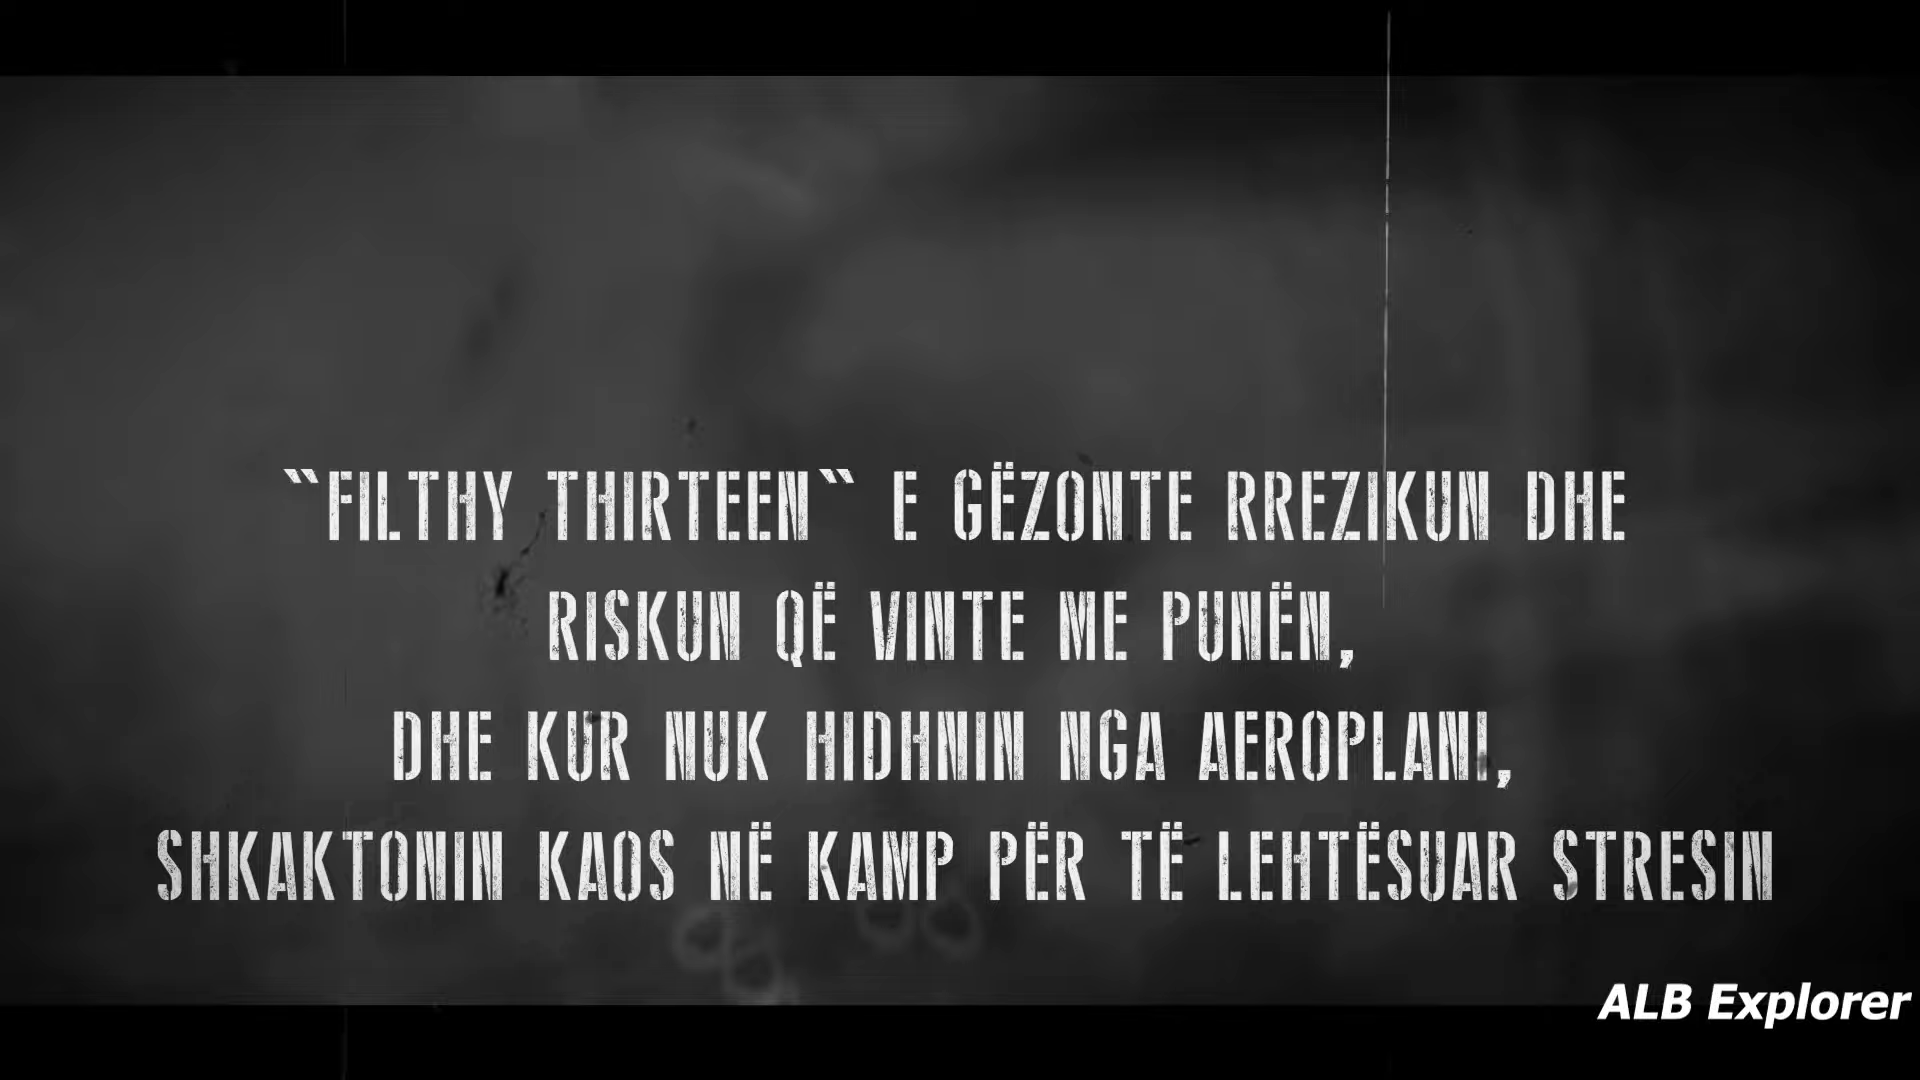 ‶FILTHY THIRTEEN‶ E GËZONTE RREZIKUN DHE
RISKUN QË VINTE ME PUNËN,
DHE KUR NUK HIDHNIN NGA AEROPLANI,
SHKAKTONIN KAOS NË KAMP PËR TË LEHTËSUAR STRESIN
ALB Explorer